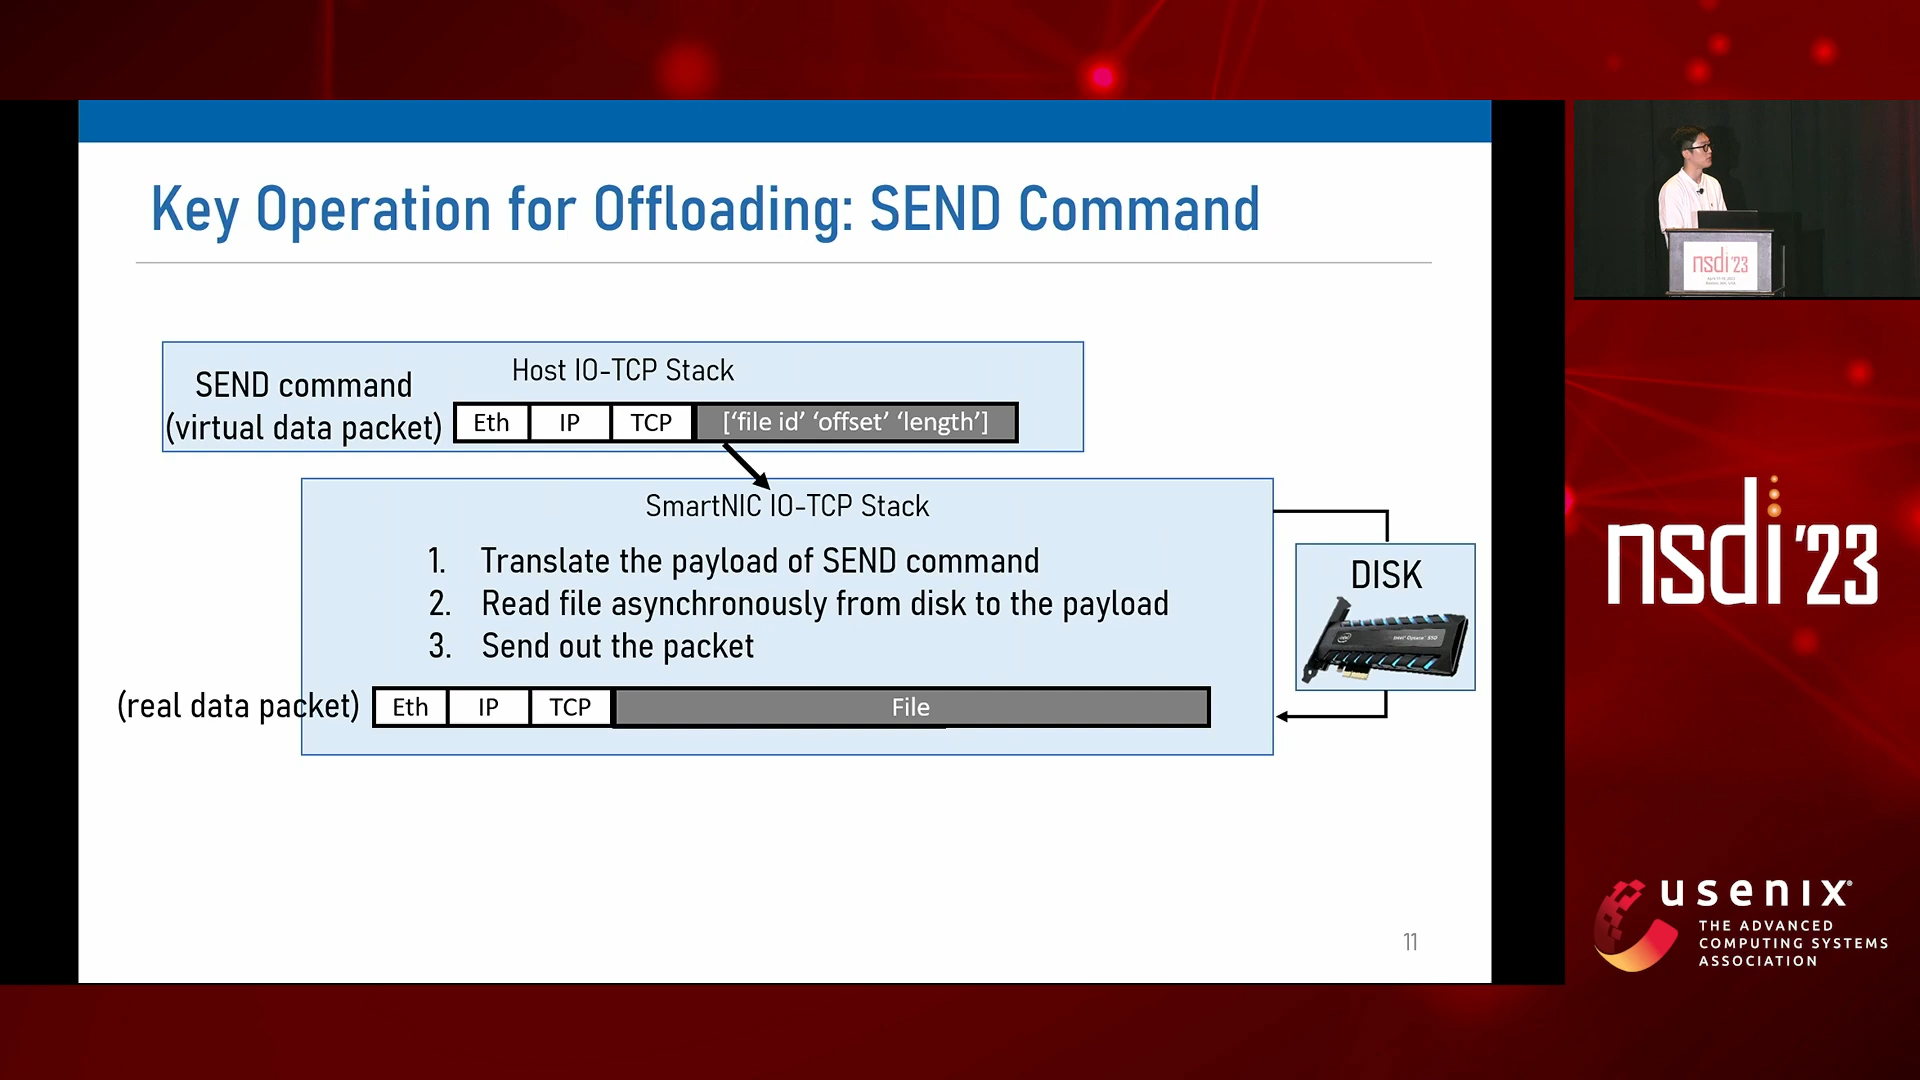 Key Operation for Offloading: SEND Command
Host IO-TCP Stack
SEND command
(virtual data packet)
Eth IP TCP [‘file id’ ‘offset’ ‘length’]
SmartNIC IO-TCP Stack
1. Translate the payload of SEND command
2. Read file asynchronously from disk to the payload
3. Send out the packet
DISK
(real data packet)
Eth IP TCP File
11
nsdi '23
nsdi '23
usenix®
THE ADVANCED
COMPUTING SYSTEMS
ASSOCIATION